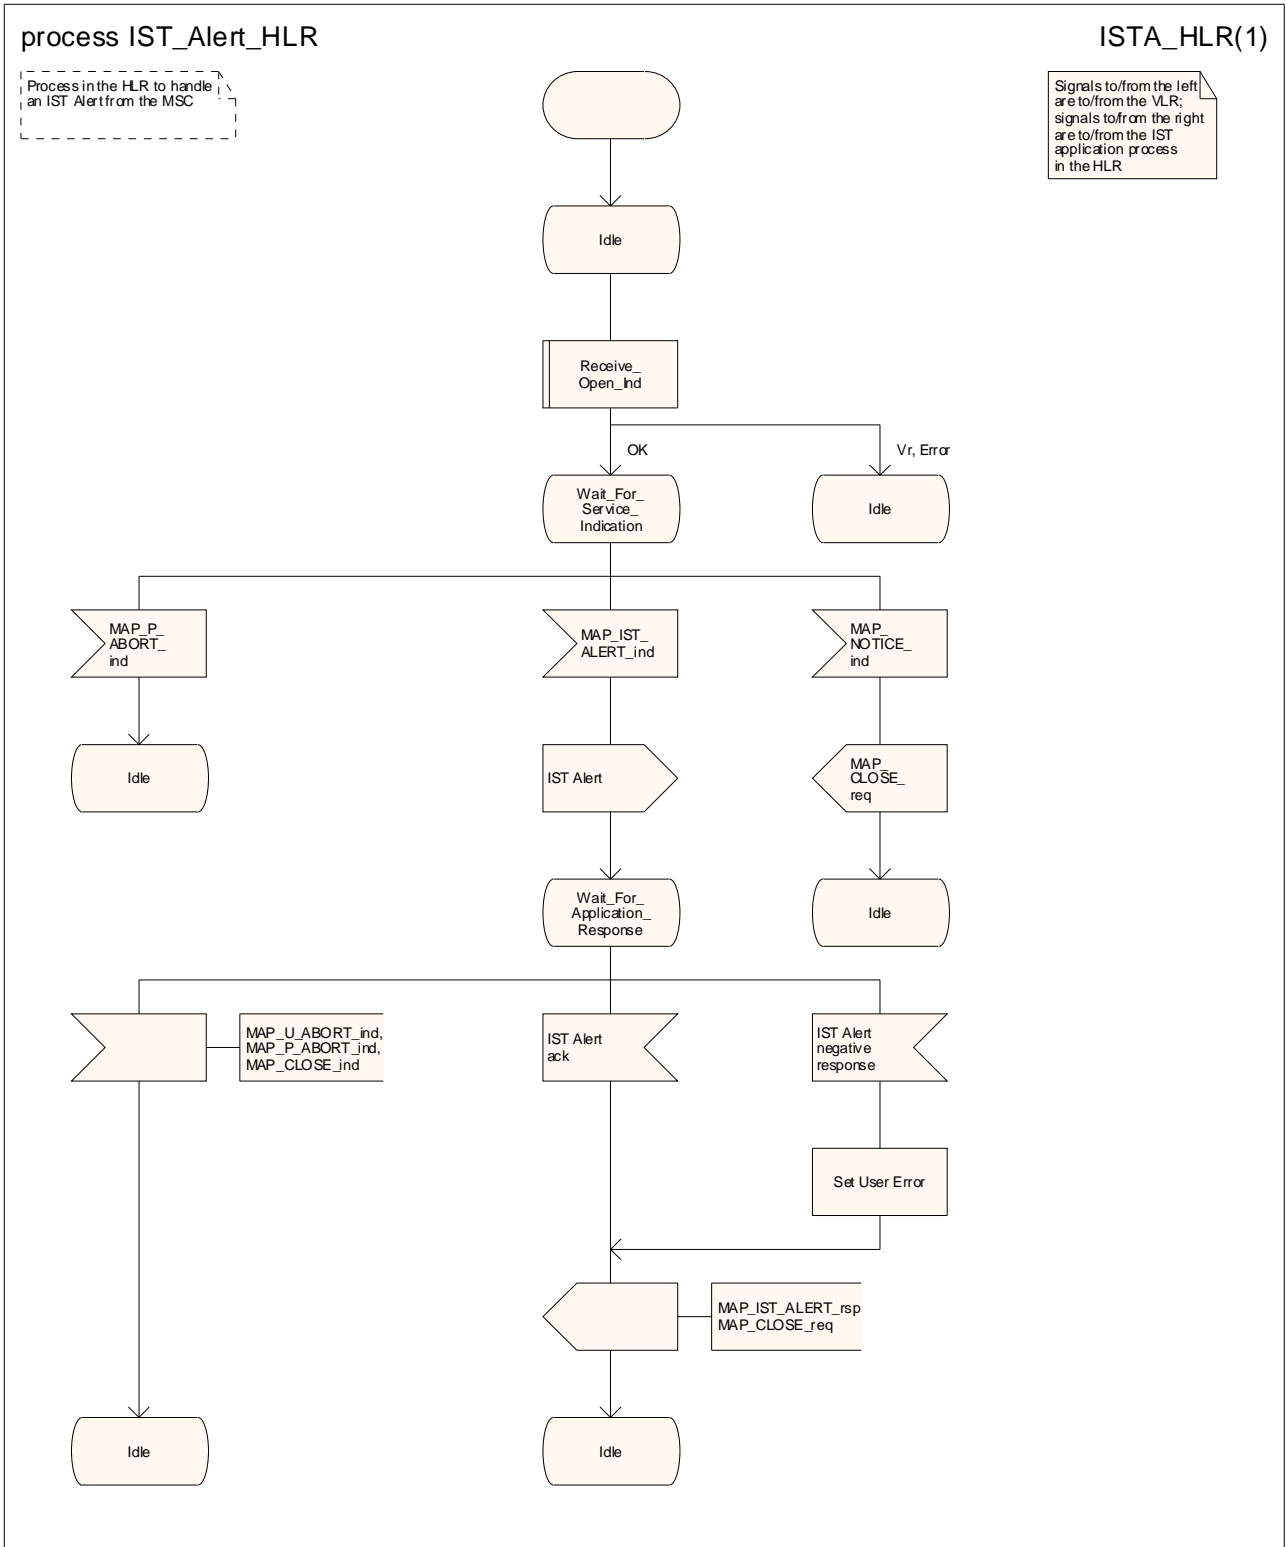 process IST_Alert_HLR
ISTA_HLR(1)
Process in the HLR to handle
an IST Alert from the MSC
Signals to/from the left
are to/from the VLR;
signals to/from the right
are to/from the IST
application process
in the HLR
Idle
Receive_
Open_Ind
OK
Vr, Error
Wait_For_
Service_
Indication
Idle
MAP_P_
ABORT_
ind
MAP_IST_
ALERT_ind
MAP_
NOTICE_
ind
Idle
IST Alert
MAP_
CLOSE_
req
Wait_For_
Application_
Response
Idle
MAP_U_ABORT_ind,
MAP_P_ABORT_ind,
MAP_CLOSE_ind
IST Alert
ack
IST Alert
negative
response
Set User Error
MAP_IST_ALERT_rsp
MAP_CLOSE_req
Idle
Idle